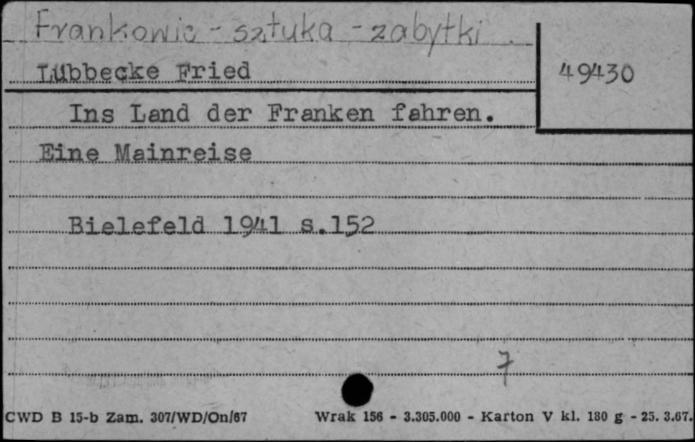 Frankowie - sztuka - zabytki
Lübbecke Fried
49430
Ins Land der Franken fahren.
Eine Mainreise
Bielefeld 1941 s.152
7
CWD B 15-b Zam. 307/WD/On/67 Wrak 156 - 3.305.000 - Karton V kl. 180 g - 25. 3.67.